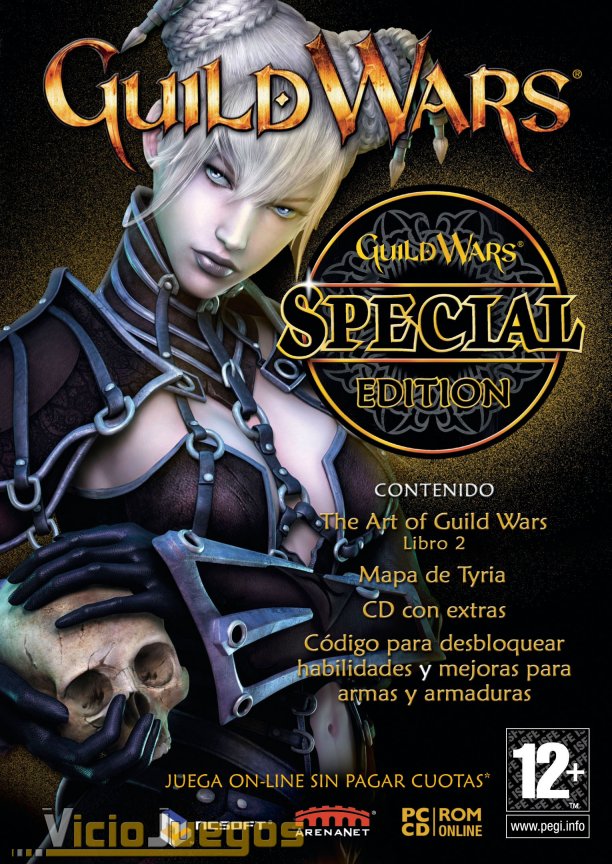 GUILD WARS®
GUILD WARS®
SPECIAL
EDITION
CONTENIDO
The Art of Guild Wars
Libro 2
Mapa de Tyria
CD con extras
Código para desbloquear
habilidades y mejoras para
armas y armaduras
JUEGA ON-LINE SIN PAGAR CUOTAS*
12+
www.pegi.info
VicioJuegos
NCSOFT®
ARENANET
PC CD ROM ONLINE